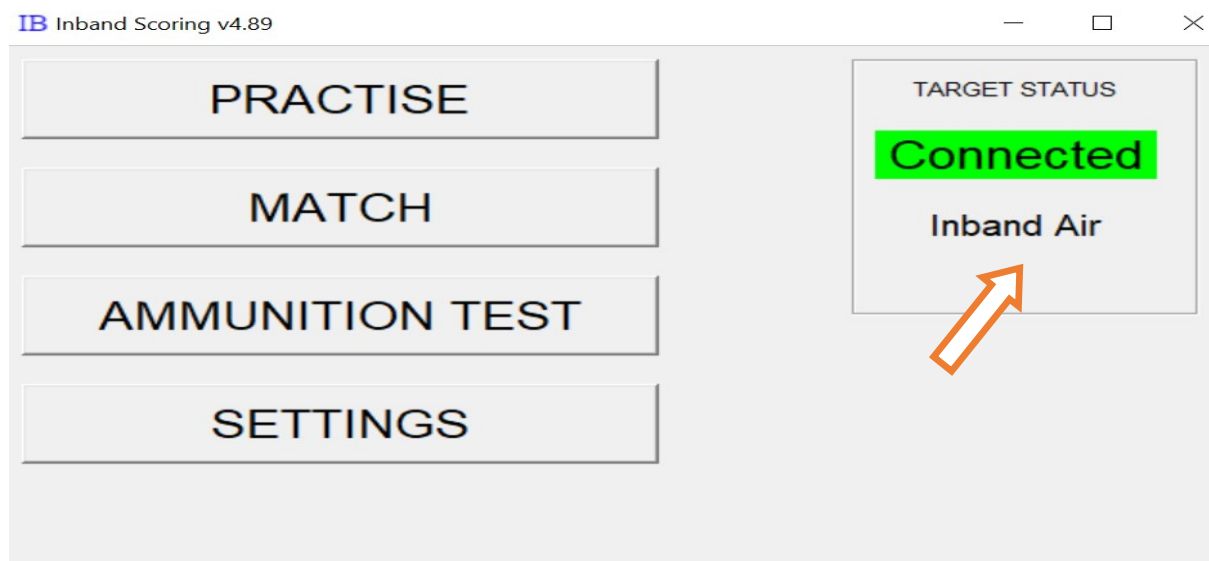 IB Inband Scoring v4.89
PRACTISE
MATCH
AMMUNITION TEST
SETTINGS
TARGET STATUS
Connected
Inband Air